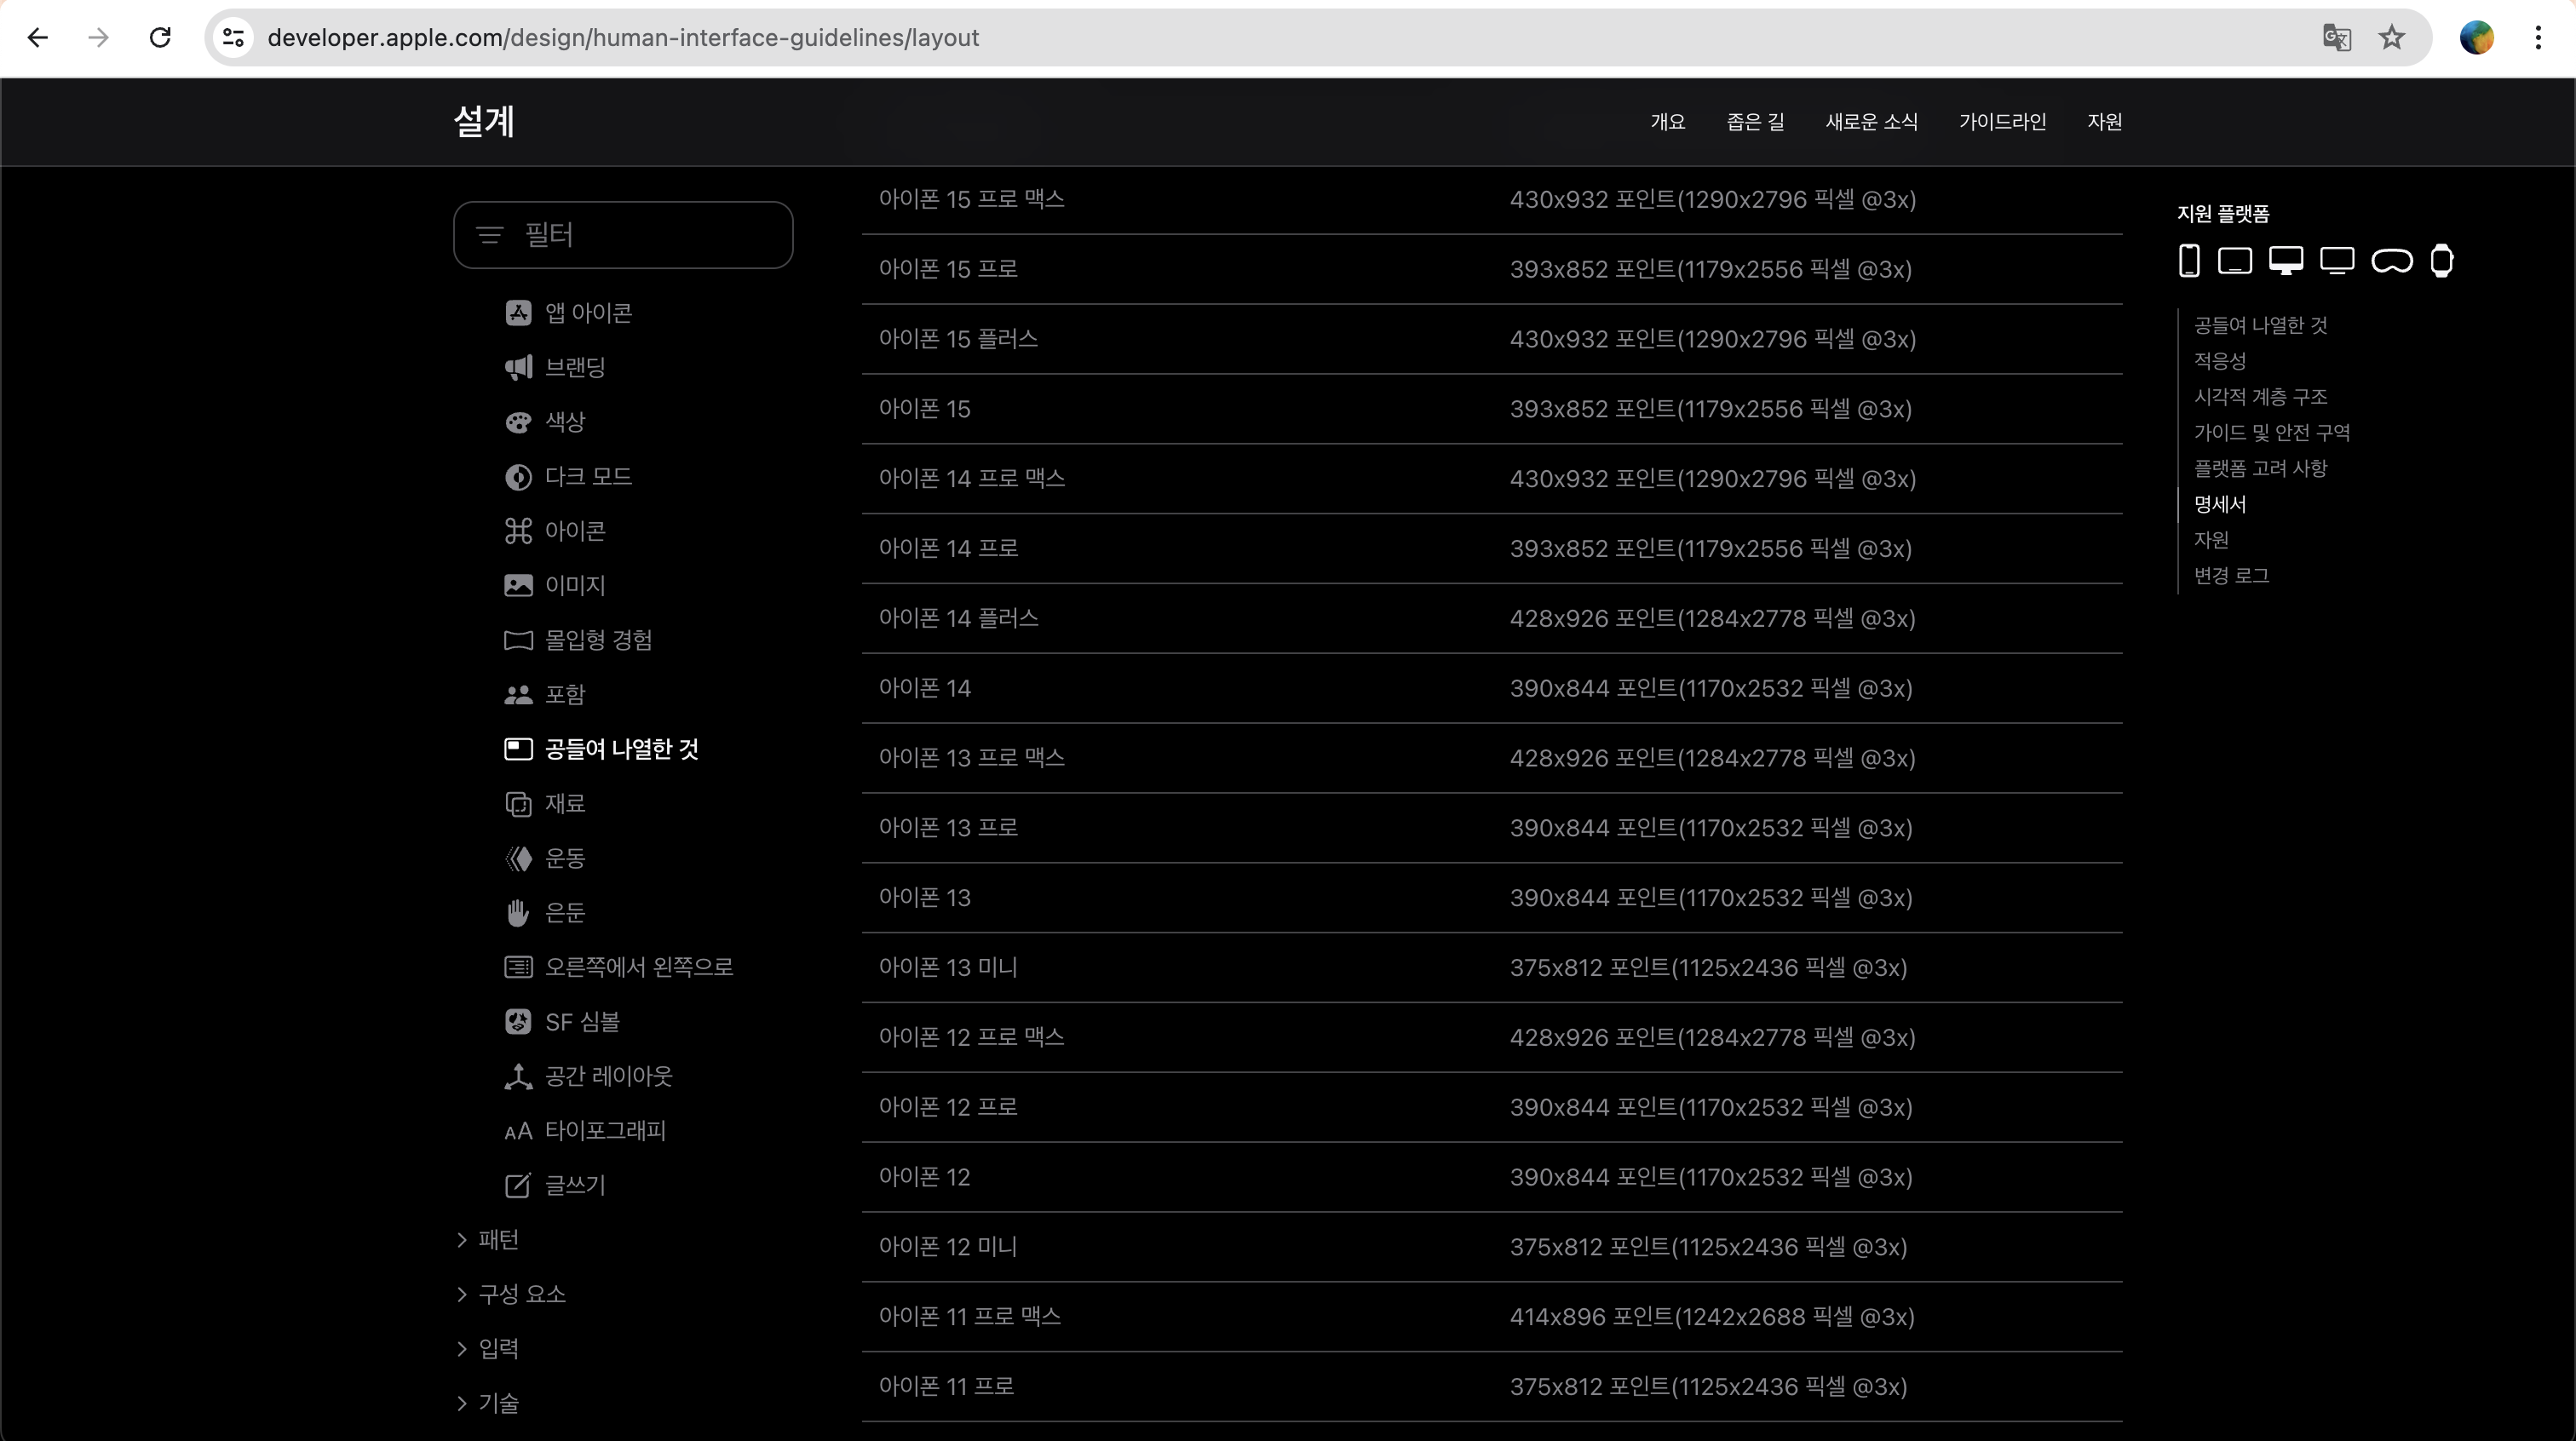 developer.apple.com/design/human-interface-guidelines/layout
설계
개요 좁은 길 새로운 소식 가이드라인 자원
필터
앱 아이콘
브랜딩
색상
다크 모드
아이콘
이미지
몰입형 경험
포함
공들여 나열한 것
재료
운동
은둔
오른쪽에서 왼쪽으로
SF 심볼
공간 레이아웃
타이포그래피
글쓰기
패턴
구성 요소
입력
기술
아이폰 15 프로 맥스 430x932 포인트(1290x2796 픽셀 @3x)
아이폰 15 프로 393x852 포인트(1179x2556 픽셀 @3x)
아이폰 15 플러스 430x932 포인트(1290x2796 픽셀 @3x)
아이폰 15 393x852 포인트(1179x2556 픽셀 @3x)
아이폰 14 프로 맥스 430x932 포인트(1290x2796 픽셀 @3x)
아이폰 14 프로 393x852 포인트(1179x2556 픽셀 @3x)
아이폰 14 플러스 428x926 포인트(1284x2778 픽셀 @3x)
아이폰 14 390x844 포인트(1170x2532 픽셀 @3x)
아이폰 13 프로 맥스 428x926 포인트(1284x2778 픽셀 @3x)
아이폰 13 프로 390x844 포인트(1170x2532 픽셀 @3x)
아이폰 13 390x844 포인트(1170x2532 픽셀 @3x)
아이폰 13 미니 375x812 포인트(1125x2436 픽셀 @3x)
아이폰 12 프로 맥스 428x926 포인트(1284x2778 픽셀 @3x)
아이폰 12 프로 390x844 포인트(1170x2532 픽셀 @3x)
아이폰 12 390x844 포인트(1170x2532 픽셀 @3x)
아이폰 12 미니 375x812 포인트(1125x2436 픽셀 @3x)
아이폰 11 프로 맥스 414x896 포인트(1242x2688 픽셀 @3x)
아이폰 11 프로 375x812 포인트(1125x2436 픽셀 @3x)
지원 플랫폼
공들여 나열한 것
적응성
시각적 계층 구조
가이드 및 안전 구역
플랫폼 고려 사항
명세서
자원
변경 로그